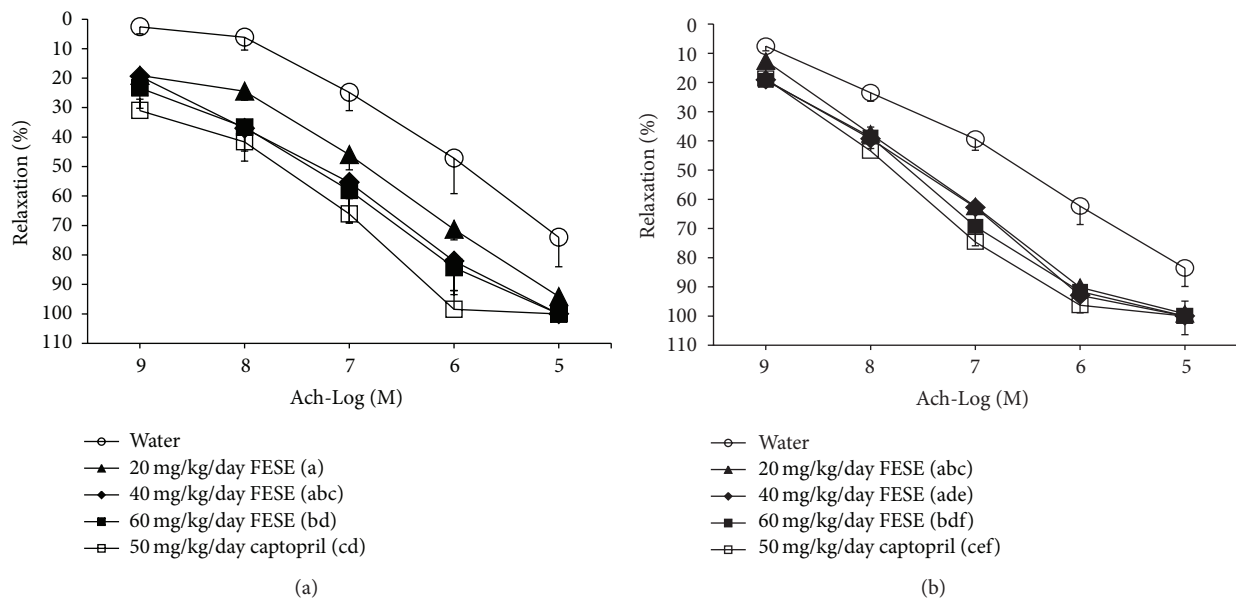 0
10
20
30
40
50
60
70
80
90
100
110
Relaxation (%)
9 8 7 6 5
Ach-Log (M)
Water
20 mg/kg/day FESE (a)
40 mg/kg/day FESE (abc)
60 mg/kg/day FESE (bd)
50 mg/kg/day captopril (cd)
(a)
0
10
20
30
40
50
60
70
80
90
100
110
Relaxation (%)
9 8 7 6 5
Ach-Log (M)
Water
20 mg/kg/day FESE (abc)
40 mg/kg/day FESE (ade)
60 mg/kg/day FESE (bdf)
50 mg/kg/day captopril (cef)
(b)